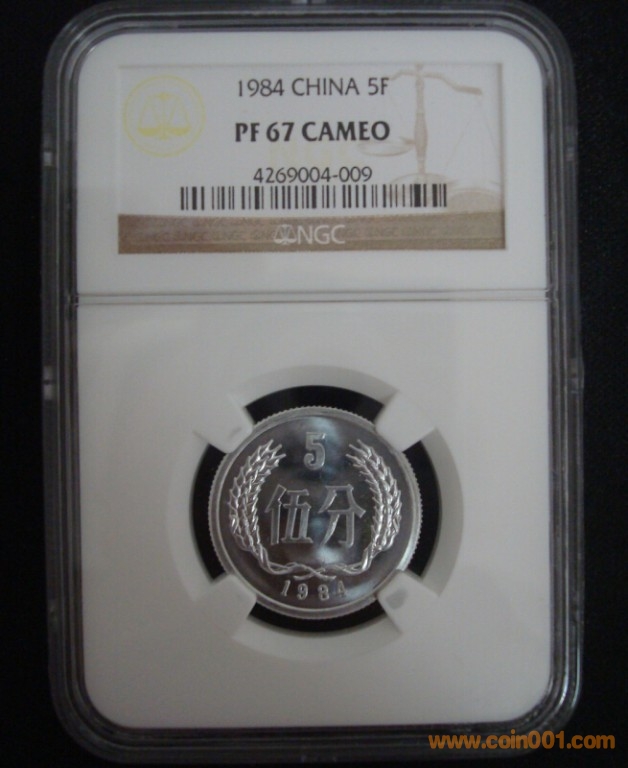 1984 CHINA 5F
PF 67 CAMEO
4269004-009
NGC
5
伍分
1984
www.coin001.com